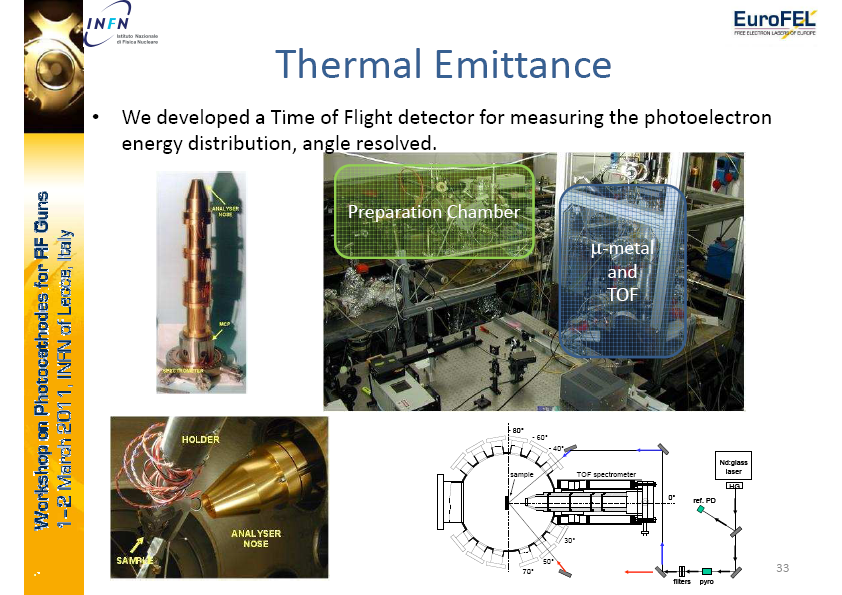 INFN
Istituto Nazionale
di Fisica Nucleare
EuroFEL
FREE ELECTRON LASERS OF EUROPE
Thermal Emittance
• We developed a Time of Flight detector for measuring the photoelectron
energy distribution, angle resolved.
Workshop on Photocathodes for RF Guns
1-2 March 2011, INFN of Lecce, Italy
ANALYSER
NOSE
MCP
SPECTROMETER
Preparation Chamber
μ-metal
and
TOF
HOLDER
ANALYSER
NOSE
SAMPLE
- 80°
- 60°
- 40°
sample
TOF spectrometer
0°
30°
50°
70°
Nd:glass
laser
HG
ref. PD
filters
pyro
33